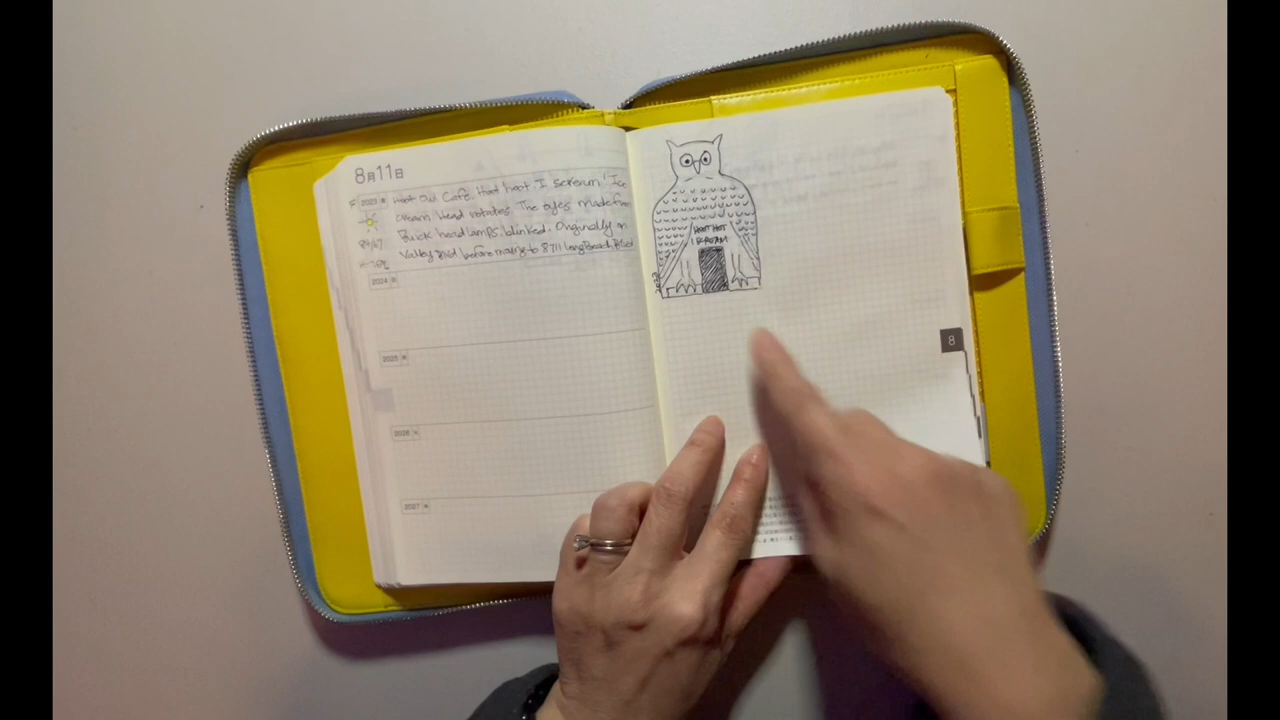 8月11日
2023
Hoot Owl Cafe. Hoot hoot. I scream! Ice
cream Head rotates. The eyes made from
Buick headlamps blinked. Originally on
Valley Blvd before moving to 8711 Long Beach Blvd
2024
2025
2026
2027
HOOT HOOT
I SCREAM
2023
8